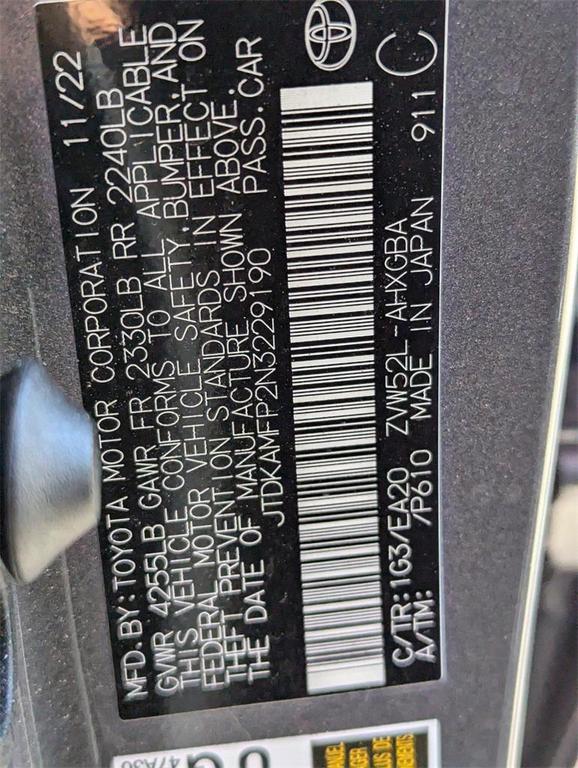 MFD. BY: TOYOTA MOTOR CORPORATION 11/22
GVWR 4255LB GAWR FR 2330LB RR 2240LB
THIS VEHICLE CONFORMS TO ALL APPLICABLE
FEDERAL MOTOR VEHICLE SAFETY, BUMPER, AND
THEFT PREVENTION STANDARDS IN EFFECT ON
THE DATE OF MANUFACTURE SHOWN ABOVE.
JTDKAMFP2N3229190 PASS. CAR
C/TR: 1G3/EA20 ZVW52L-AHXGBA
A/TM: /P610 MADE IN JAPAN 911 C
47A30